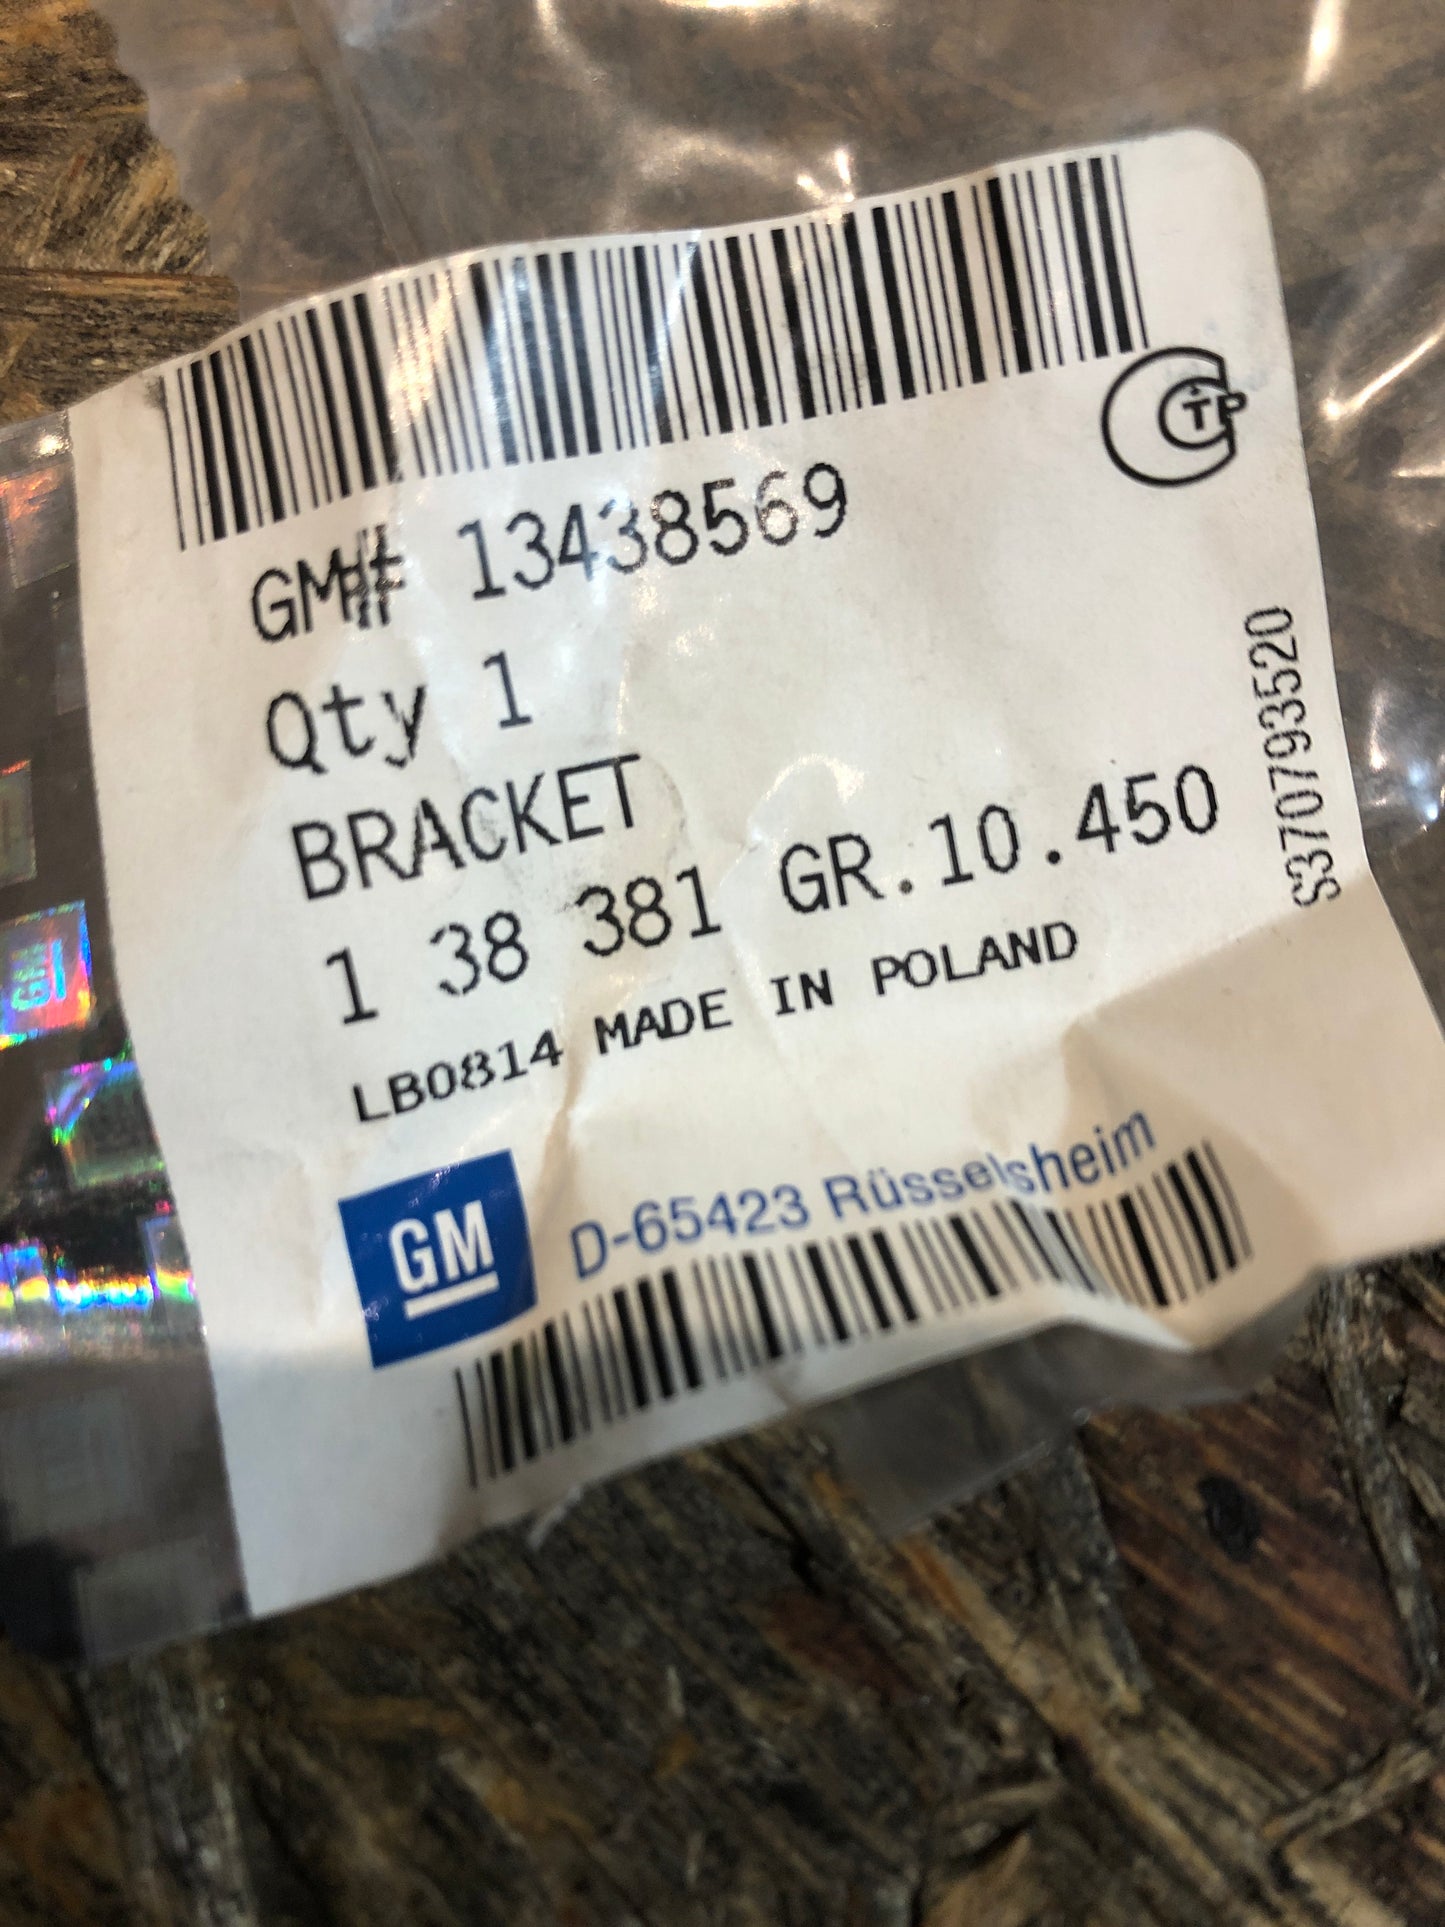 GM# 13438569
Qty 1
BRACKET
1 38 381 GR.10.450
LB0814 MADE IN POLAND
GM D-65423 Rüsselsheim
S370793520
GM